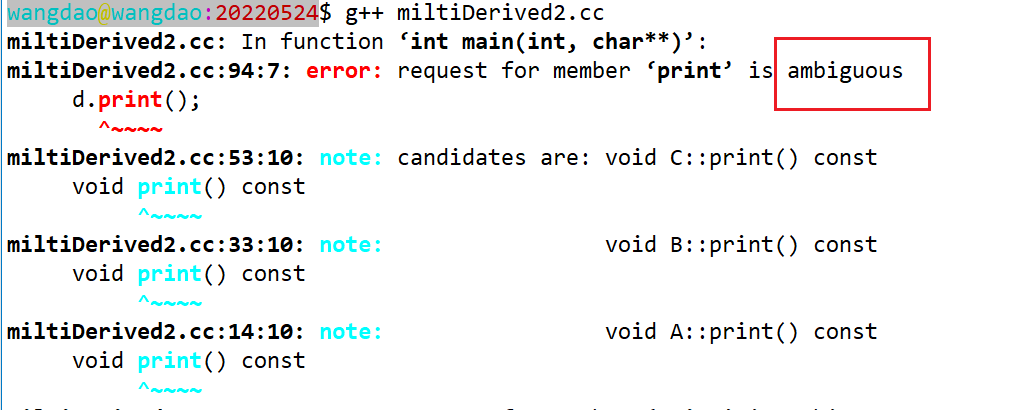 wangdao@wangdao:20220524$ g++ miltiDerived2.cc
miltiDerived2.cc: In function ‘int main(int, char**)’:
miltiDerived2.cc:94:7: error: request for member ‘print’ is ambiguous
     d.print();
       ^~~~~
miltiDerived2.cc:53:10: note: candidates are: void C::print() const
     void print() const
          ^~~~~
miltiDerived2.cc:33:10: note:                 void B::print() const
     void print() const
          ^~~~~
miltiDerived2.cc:14:10: note:                 void A::print() const
     void print() const
          ^~~~~